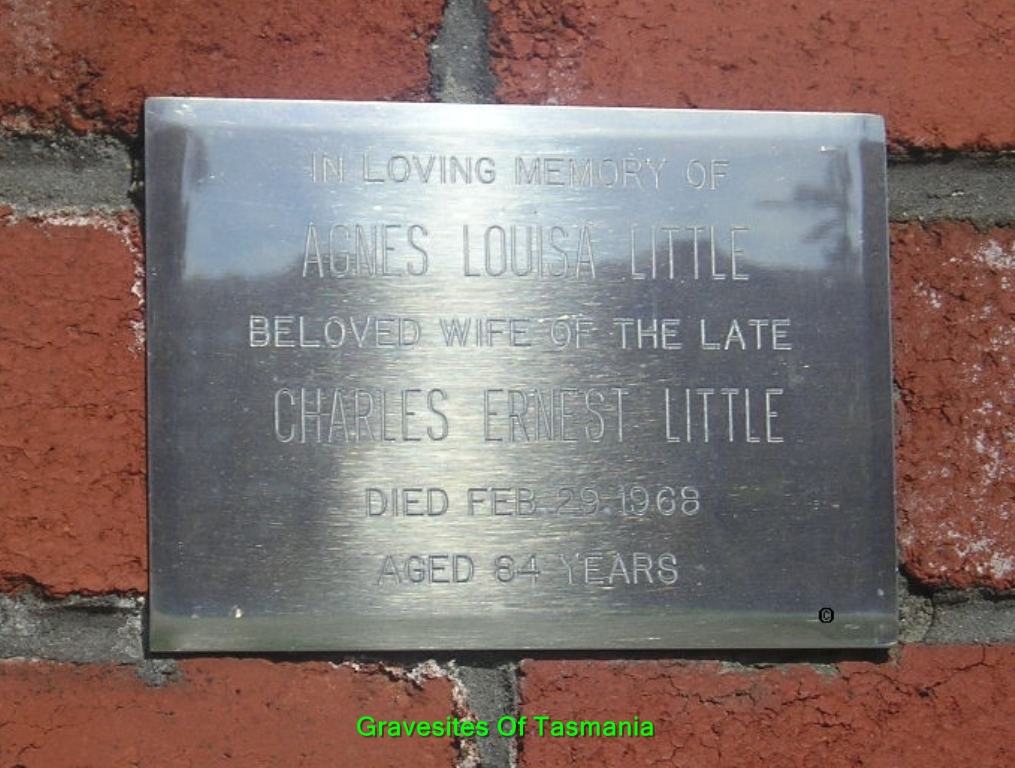 IN LOVING MEMORY OF
AGNES LOUISA LITTLE
BELOVED WIFE OF THE LATE
CHARLES ERNEST LITTLE
DIED FEB. 29. 1968
AGED 84 YEARS
©
Gravesites Of Tasmania